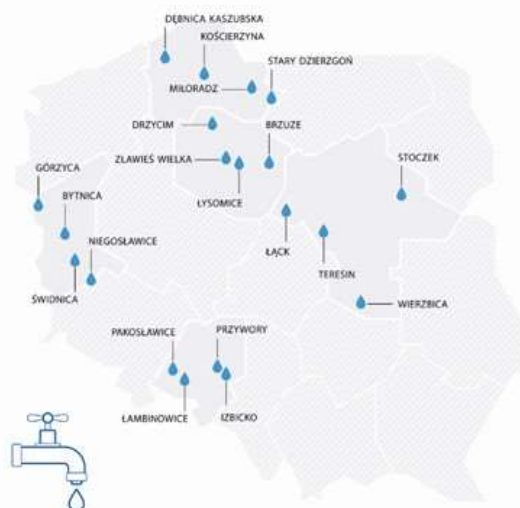 DĘBNICA KASZUBSKA
KOŚCIERZYNA
STARY DZIERZGOŃ
MIŁORADZ
DRZYCIM
BRZUZE
ZŁAWIEŚ WIELKA
STOCZEK
GÓRZYCA
BYTNICA
ŁYSOMICE
NIEGOSŁAWICE
ŁĄCK
TERESIN
ŚWIDNICA
WIERZBICA
PAKOSŁAWICE
PRZYWORY
ŁAMBINOWICE
IZBICKO